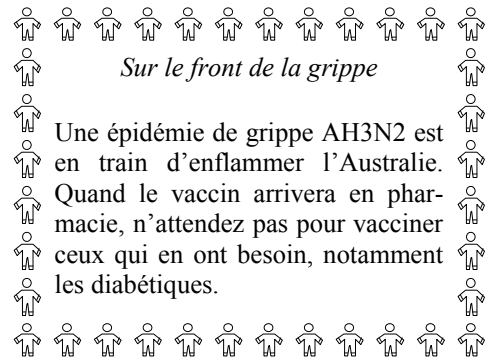 Sur le front de la grippe
Une épidémie de grippe AH3N2 est
en train d’enflammer l’Australie.
Quand le vaccin arrivera en phar-
macie, n’attendez pas pour vacciner
ceux qui en ont besoin, notamment
les diabétiques.